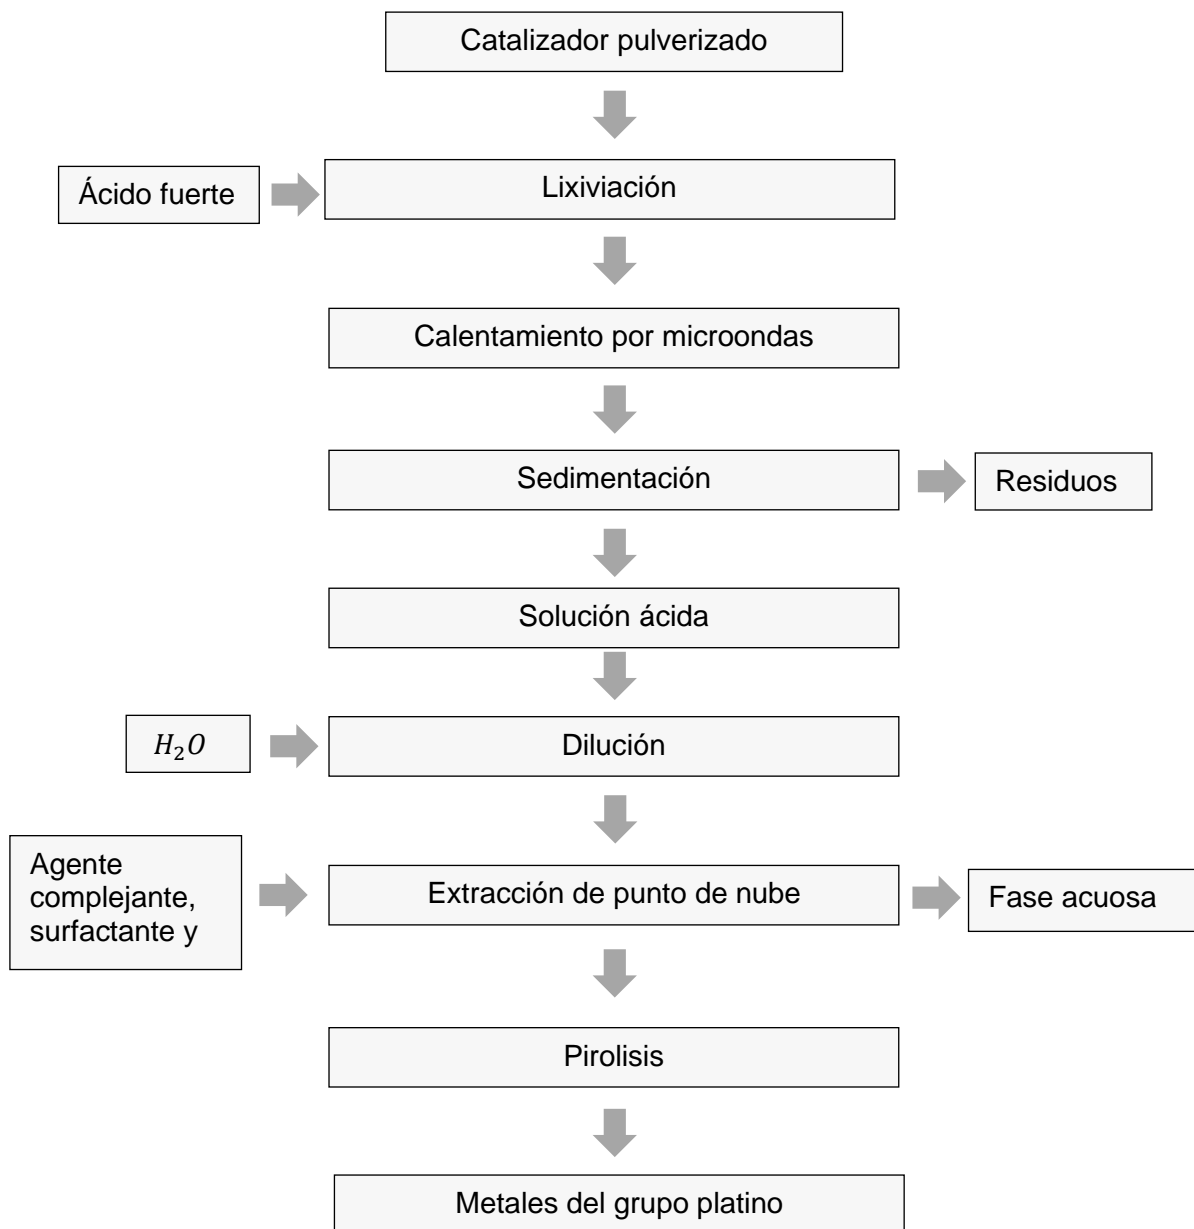 Catalizador pulverizado
Ácido fuerte
Lixiviación
Calentamiento por microondas
Sedimentación
Residuos
Solución ácida
H₂O
Dilución
Agente
complejante,
surfactante y
Extracción de punto de nube
Fase acuosa
Pirolisis
Metales del grupo platino